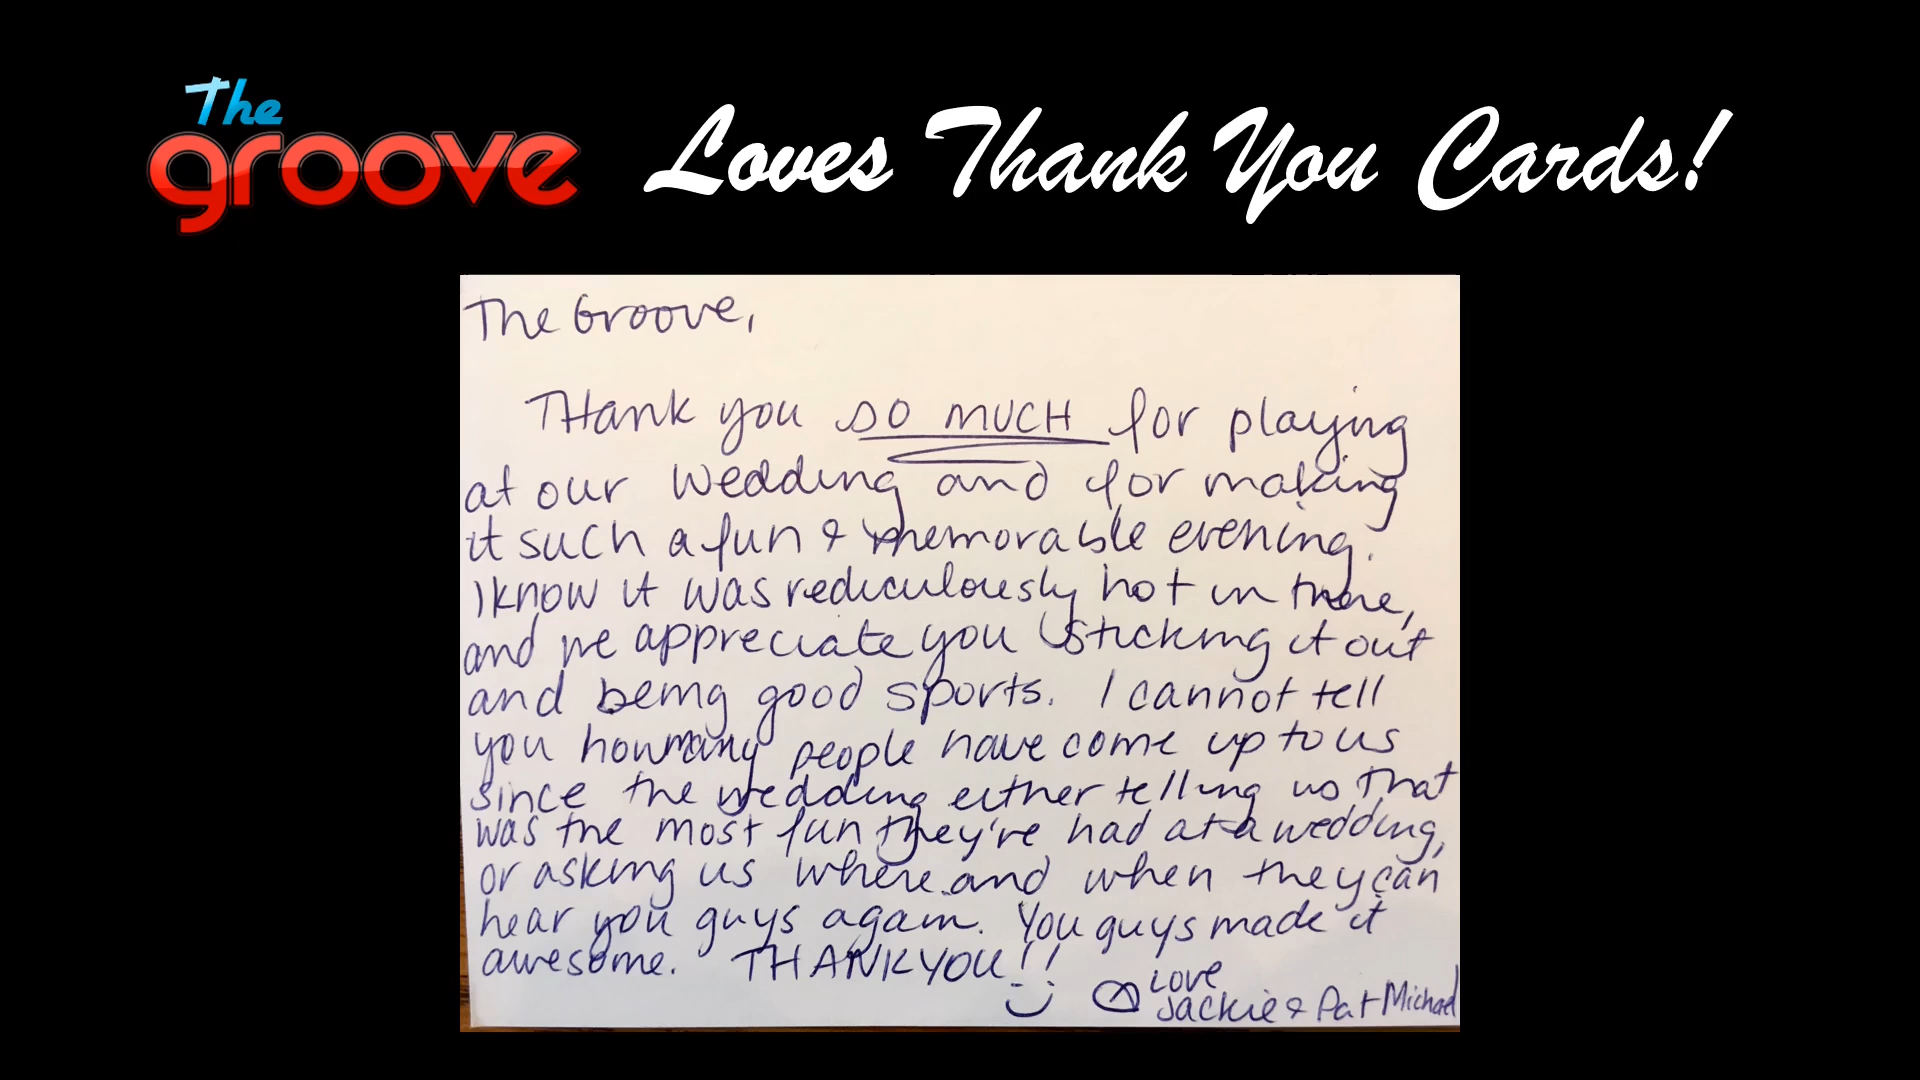 The groove Loves Thank You Cards!
The Groove,
THank you SO MUCH for playing
at our wedding and for making
it such a fun & memorable evening.
I know it was rediculously hot in there,
and we appreciate you sticking it out
and being good sports. I cannot tell
you how many people have come up to us
since the wedding either telling us that
was the most fun they're had at a wedding,
or asking us where and when they can
hear you guys again. You guys made it
awesome. THANK YOU!!
Love
Jackie & Pat Michael